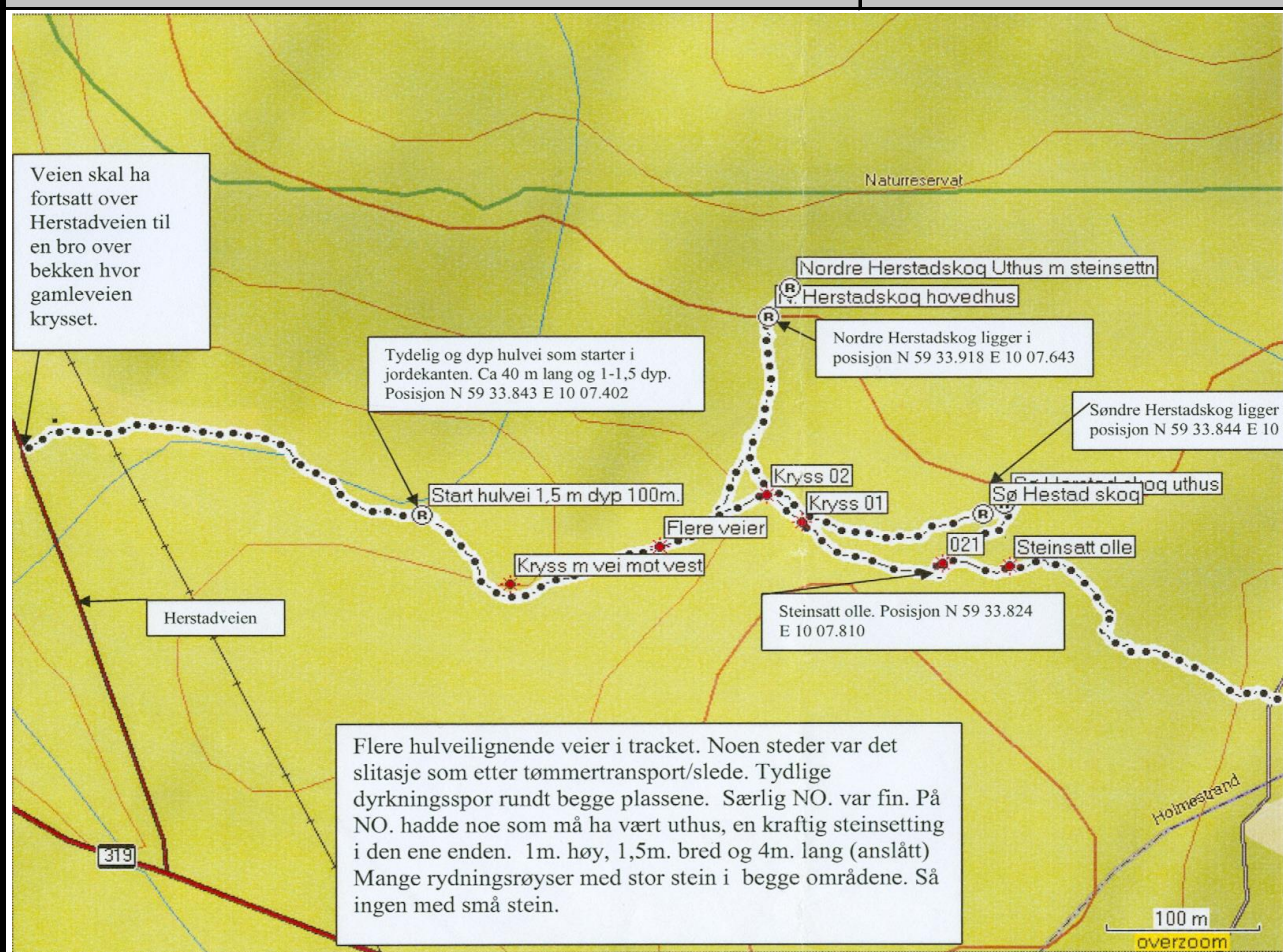 Naturreservat
Veien skal ha
fortsatt over
Herstadveien til
en bro over
bekken hvor
gamleveien
krysset.
Nordre Herstadskog Uthus m steinsettn
N. Herstadskog hovedhus
Nordre Herstadskog ligger i
posisjon N 59 33.918 E 10 07.643
Tydelig og dyp hulvei som starter i
jordekanten. Ca 40 m lang og 1-1,5 dyp.
Posisjon N 59 33.843 E 10 07.402
Søndre Herstadskog ligger
posisjon N 59 33.844 E 10
Kryss 02
Sø Herstad skog uthus
Sø Hestad skog
Start hulvei 1,5 m dyp 100m.
Kryss 01
Flere veier
021
Steinsatt olle
Kryss m vei mot vest
Herstadveien
Steinsatt olle. Posisjon N 59 33.824
E 10 07.810
Flere hulveilignende veier i tracket. Noen steder var det
slitasje som etter tømmertransport/slede. Tydlige
dyrkningsspor rundt begge plassene. Særlig NO. var fin. På
NO. hadde noe som må ha vært uthus, en kraftig steinsetting
i den ene enden. 1m. høy, 1,5m. bred og 4m. lang (anslått)
Mange rydningsrøyser med stor stein i begge områdene. Så
ingen med små stein.
Holmestrand
319
100 m
overzoom